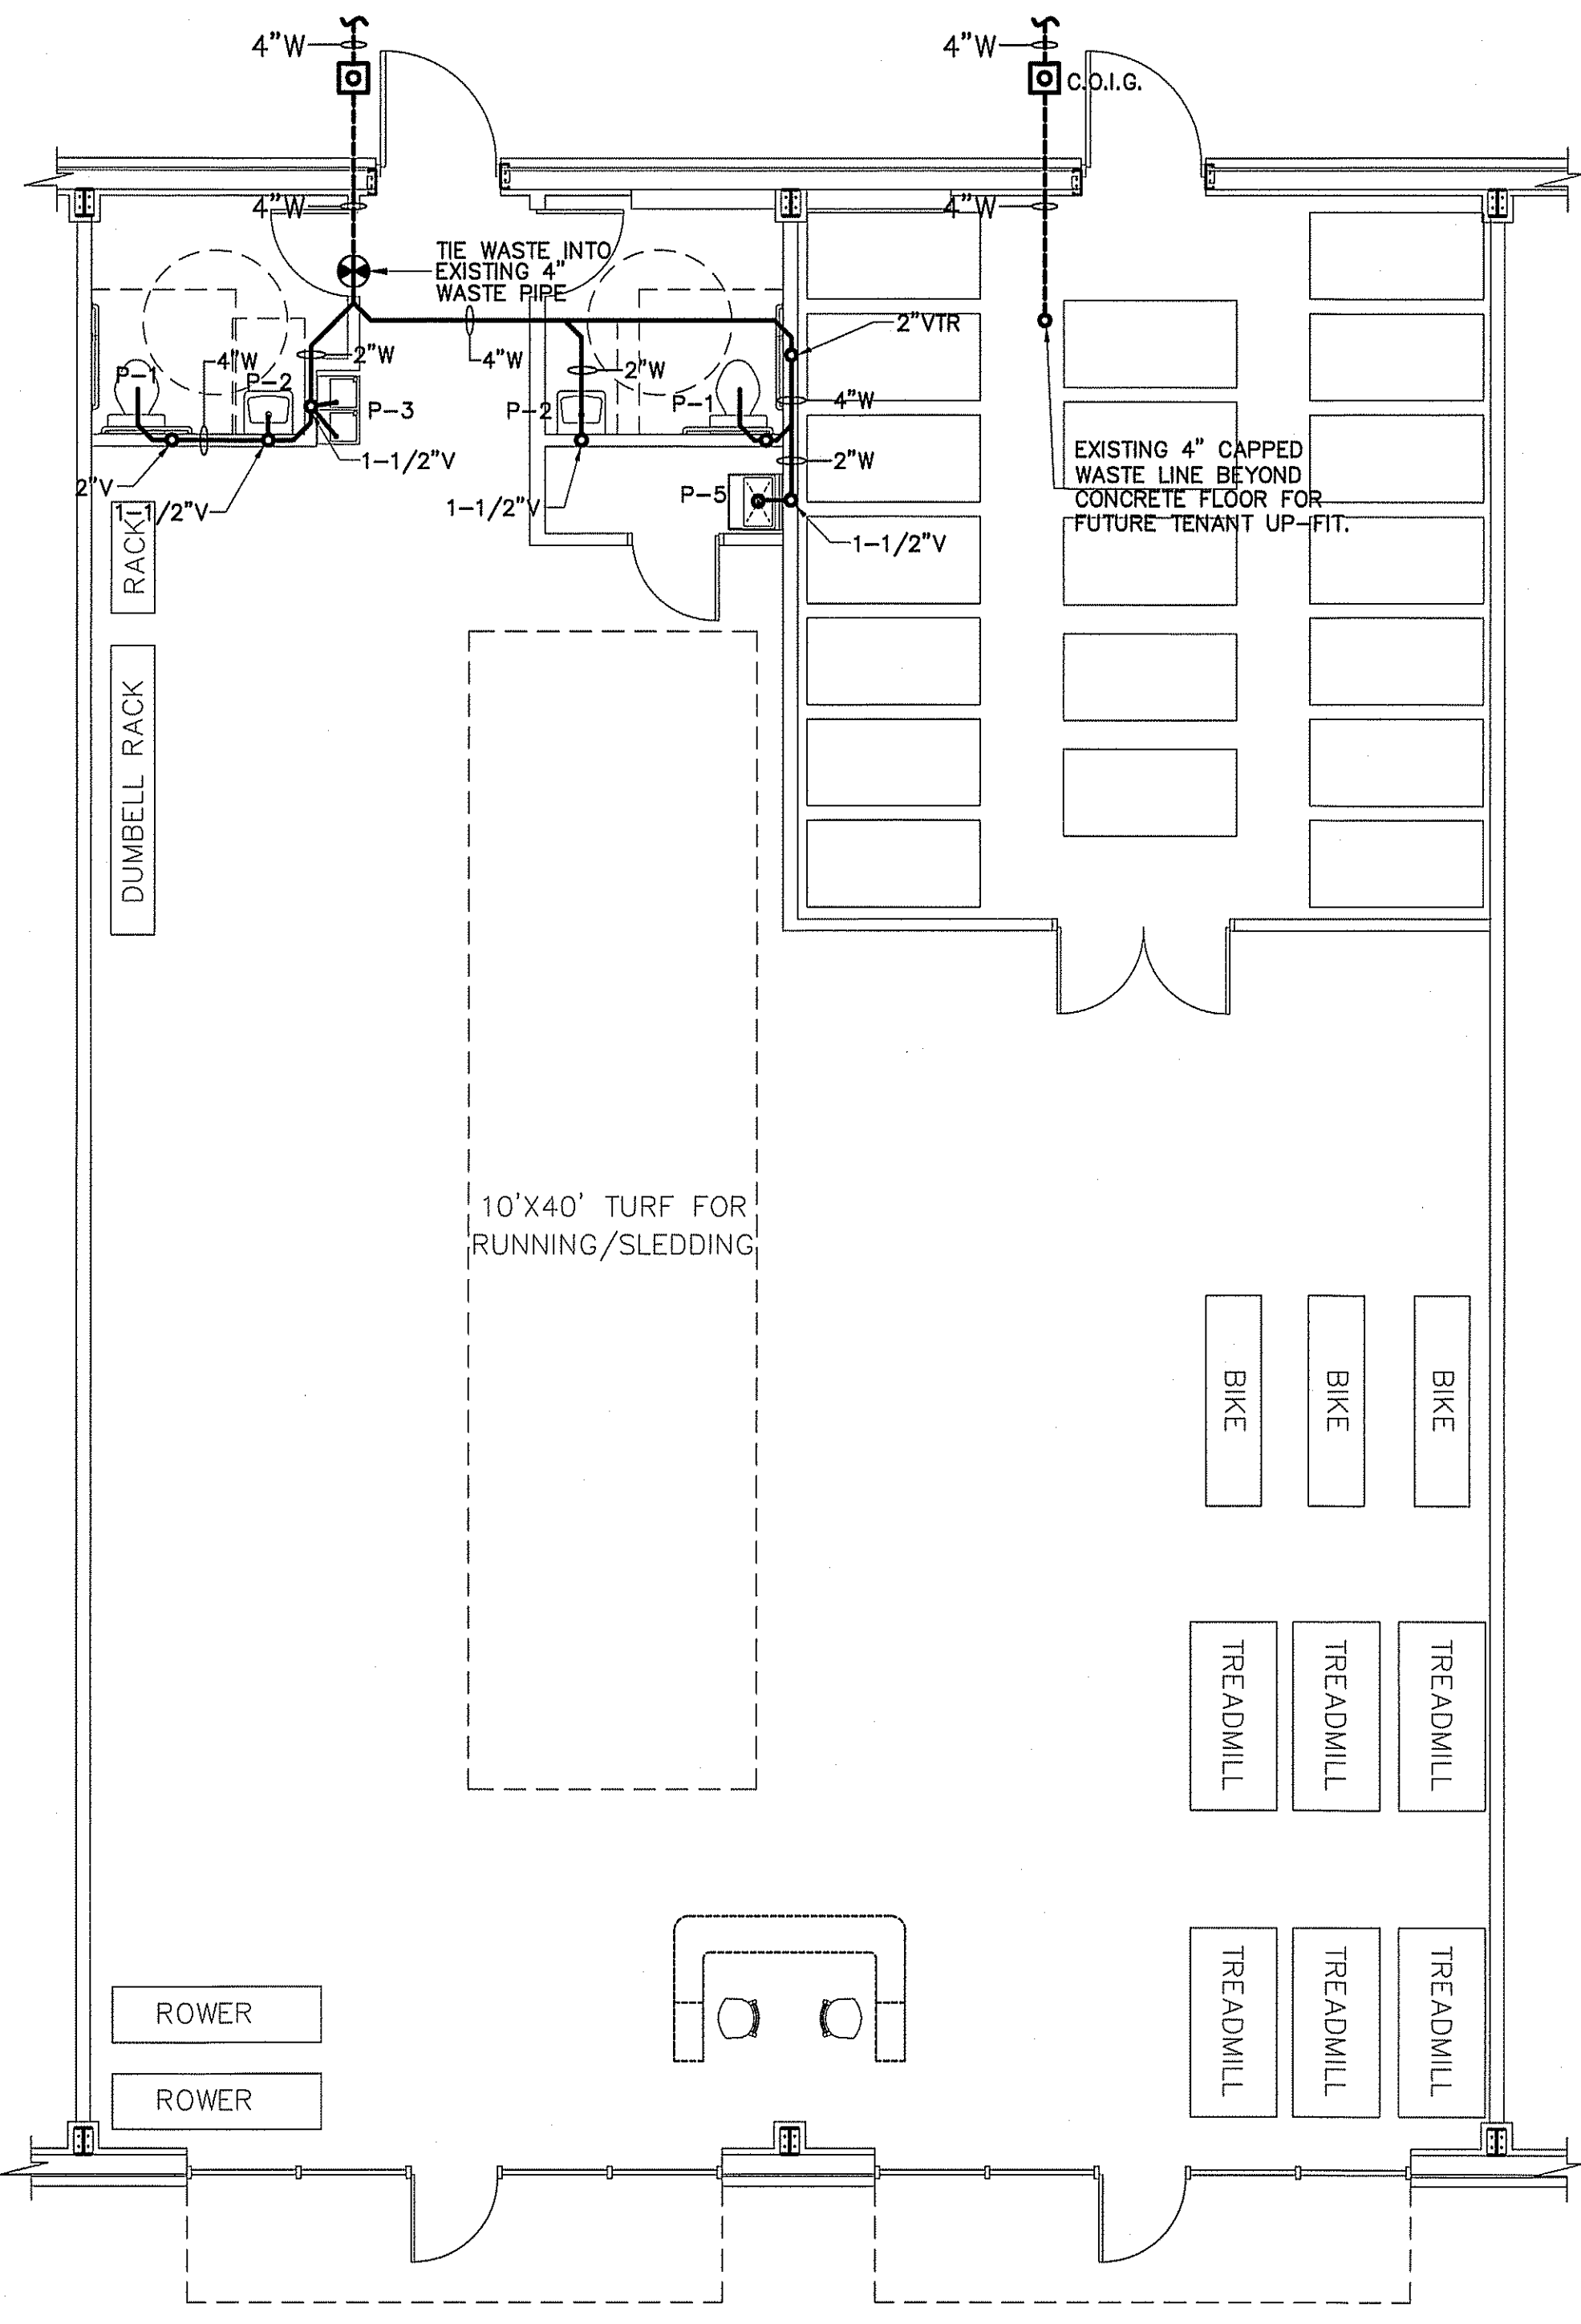 4"W
4"W
C.O.I.G.
4"W
4"W
TIE WASTE INTO
EXISTING 4"
WASTE PIPE
2"VTR
4"W
2"W
4"W
2"W
P-1
P-2
P-3
P-2
P-1
4"W
1-1/2"V
2"W
EXISTING 4" CAPPED
WASTE LINE BEYOND
CONCRETE FLOOR FOR
FUTURE TENANT UP-FIT.
2"V
1-1/2"V
1-1/2"V
P-5
1-1/2"V
RACK
DUMBELL RACK
10'X40' TURF FOR
RUNNING/SLEDDING
BIKE
BIKE
BIKE
TREADMILL
TREADMILL
TREADMILL
TREADMILL
TREADMILL
TREADMILL
ROWER
ROWER